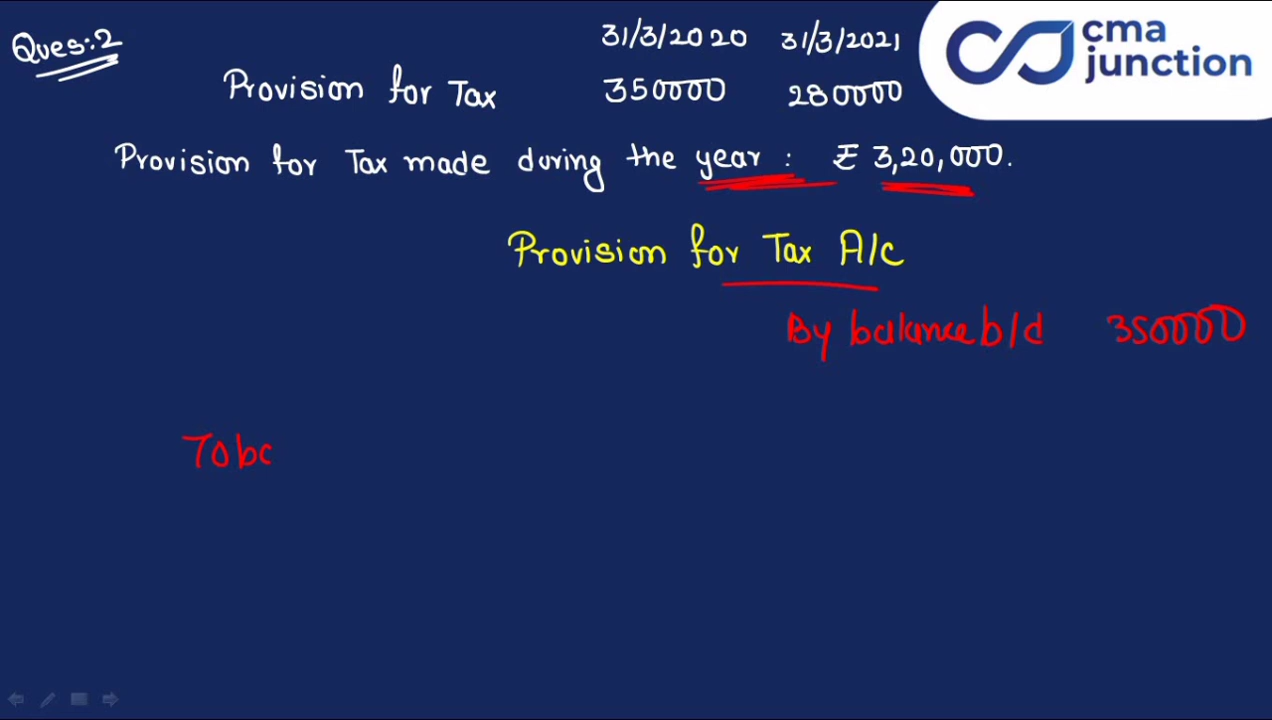 Ques:2
31/3/2020 31/3/2021
cma junction
Provision for Tax 350000 280000
Provision for Tax made during the year : ₹ 3,20,000.
Provision for Tax A/c
By balance b/d 350000
To ba